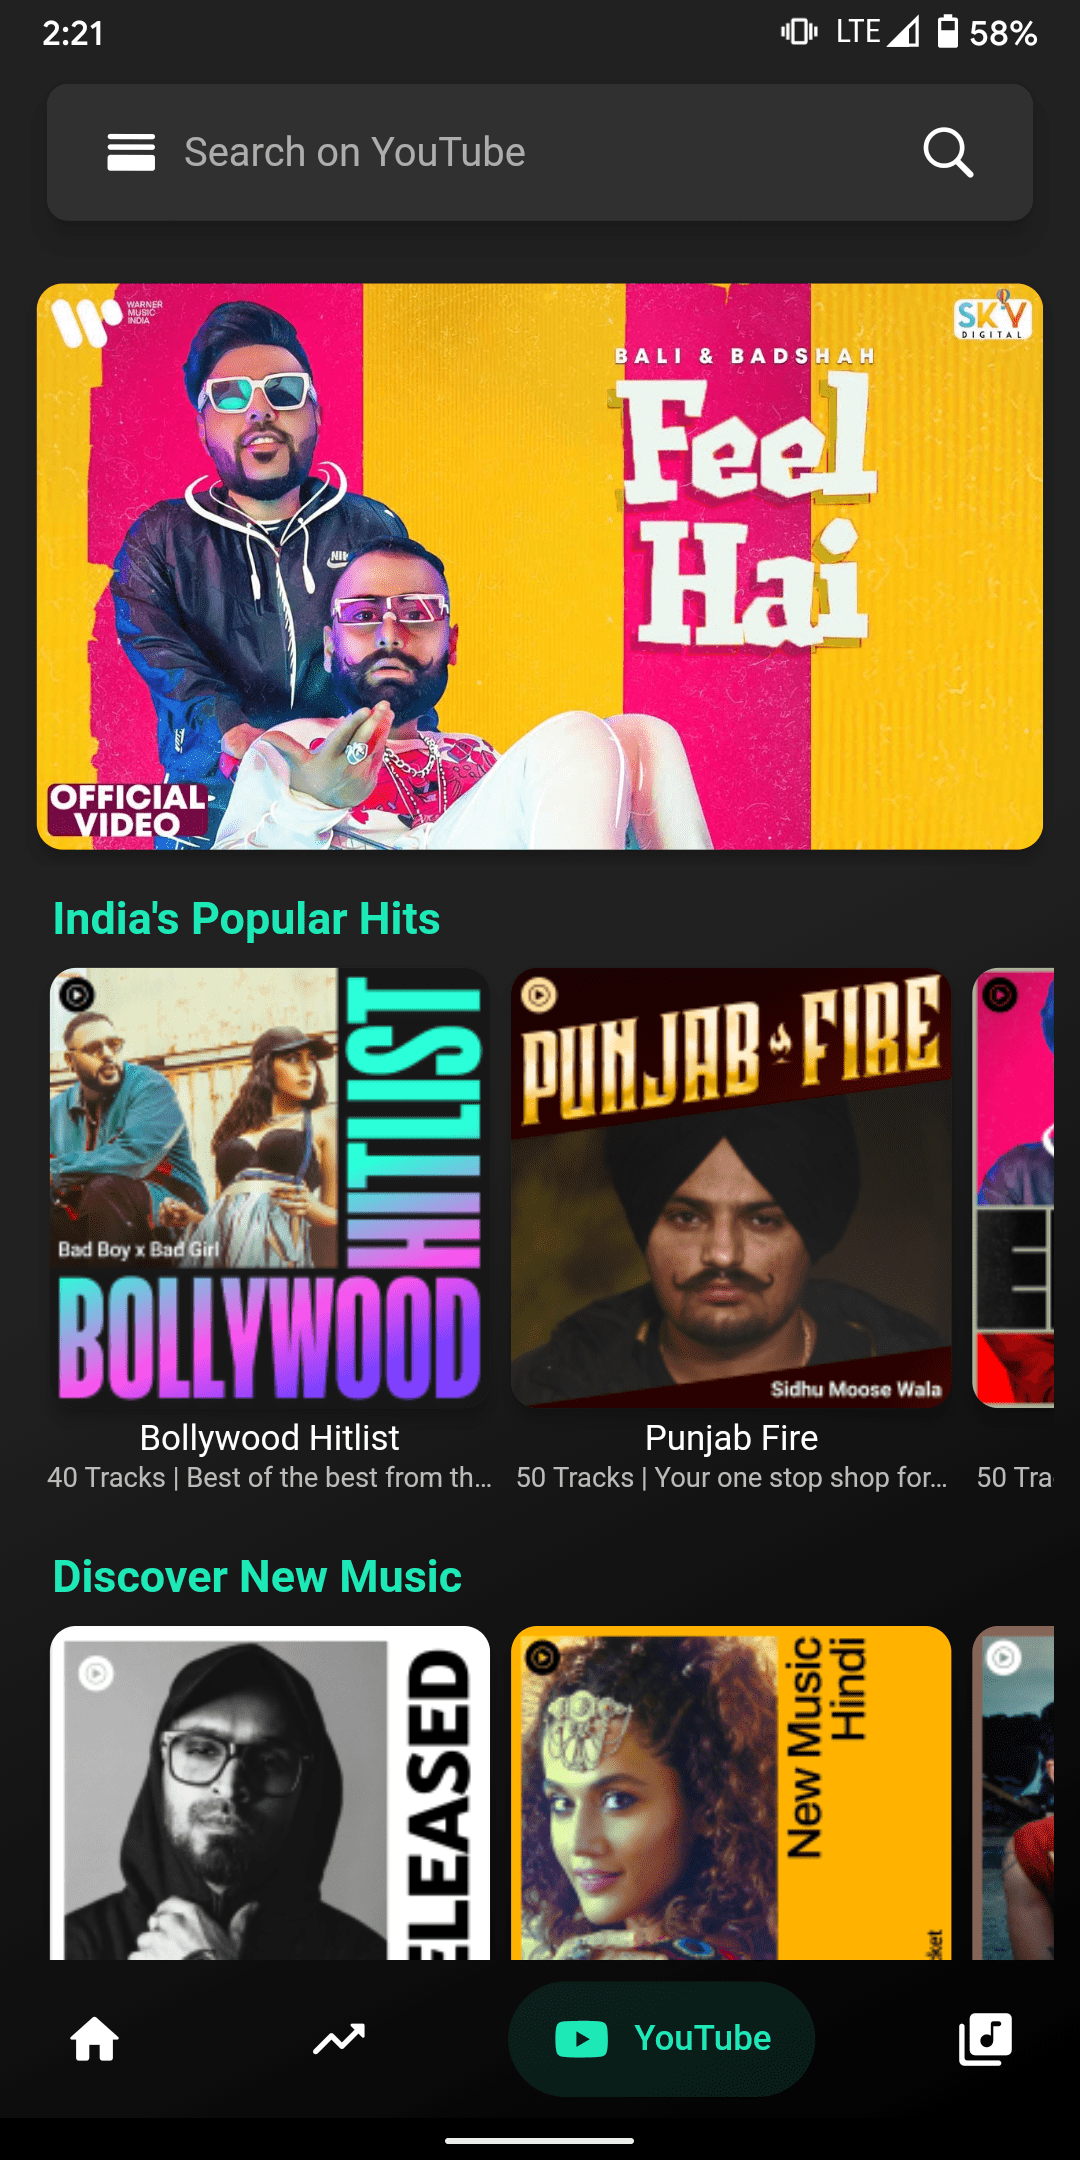 2:21
LTE
58%
Search on YouTube
WARNER
MUSIC
INDIA
SKY
DIGITAL
BALI & BADSHAH
Feel
Hai
NIKE
OFFICIAL
VIDEO
India's Popular Hits
Bad Boy x Bad Girl
HITLIST
BOLLYWOOD
PUNJAB FIRE
Sidhu Moose Wala
Bollywood Hitlist
40 Tracks | Best of the best from th...
Punjab Fire
50 Tracks | Your one stop shop for...
50 Tra
Discover New Music
ELEASED
New Music
Hindi
YouTube